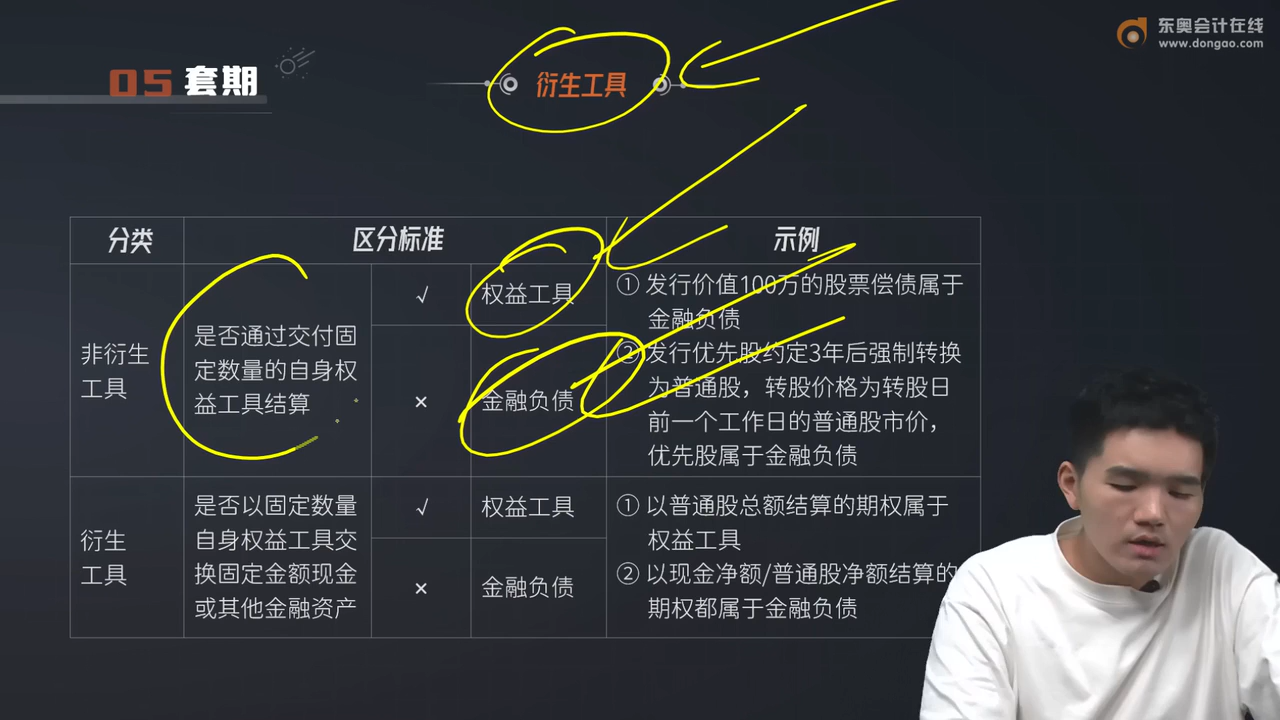 东奥会计在线
www.dongao.com
05 套期
衍生工具
分类
区分标准
示例
非衍生
工具
是否通过交付固
定数量的自身权
益工具结算
√
权益工具
×
金融负债
① 发行价值100万的股票偿债属于
金融负债
② 发行优先股约定3年后强制转换
为普通股，转股价格为转股日
前一个工作日的普通股市价，
优先股属于金融负债
衍生
工具
是否以固定数量
自身权益工具交
换固定金额现金
或其他金融资产
√
权益工具
×
金融负债
① 以普通股总额结算的期权属于
权益工具
② 以现金净额/普通股净额结算的
期权都属于金融负债